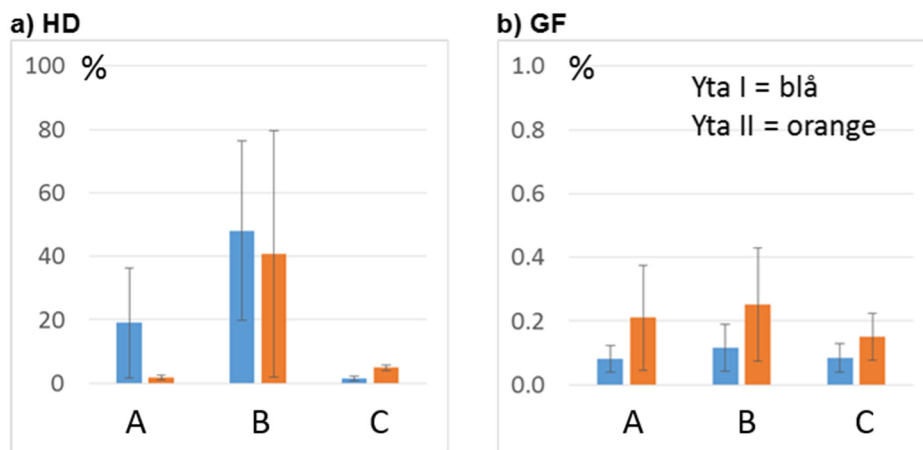 a) HD
100 %
80
60
40
20
0
A B C
b) GF
1.0 %
Yta I = blå
Yta II = orange
0.8
0.6
0.4
0.2
0.0
A B C